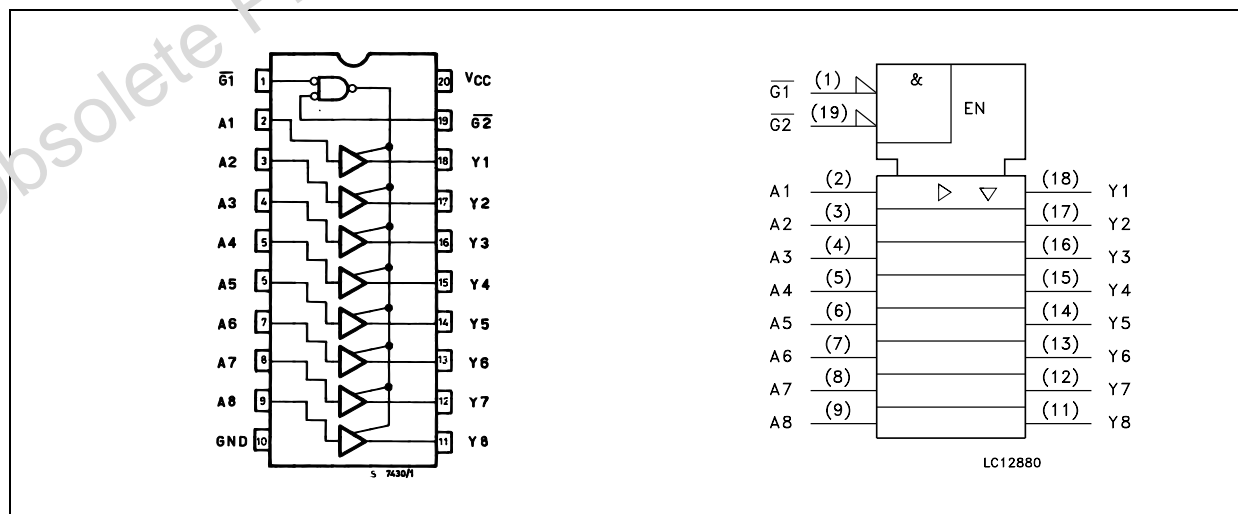 Obsolete P
G1 1 20 VCC
A1 2 19 G2
A2 3 18 Y1
A3 4 17 Y2
A4 5 16 Y3
A5 6 15 Y4
A6 7 14 Y5
A7 8 13 Y6
A8 9 12 Y7
GND 10 11 Y8
S 7430/1
G1 (1) & EN
G2 (19)
A1 (2) (18) Y1
A2 (3) (17) Y2
A3 (4) (16) Y3
A4 (5) (15) Y4
A5 (6) (14) Y5
A6 (7) (13) Y6
A7 (8) (12) Y7
A8 (9) (11) Y8
LC12880